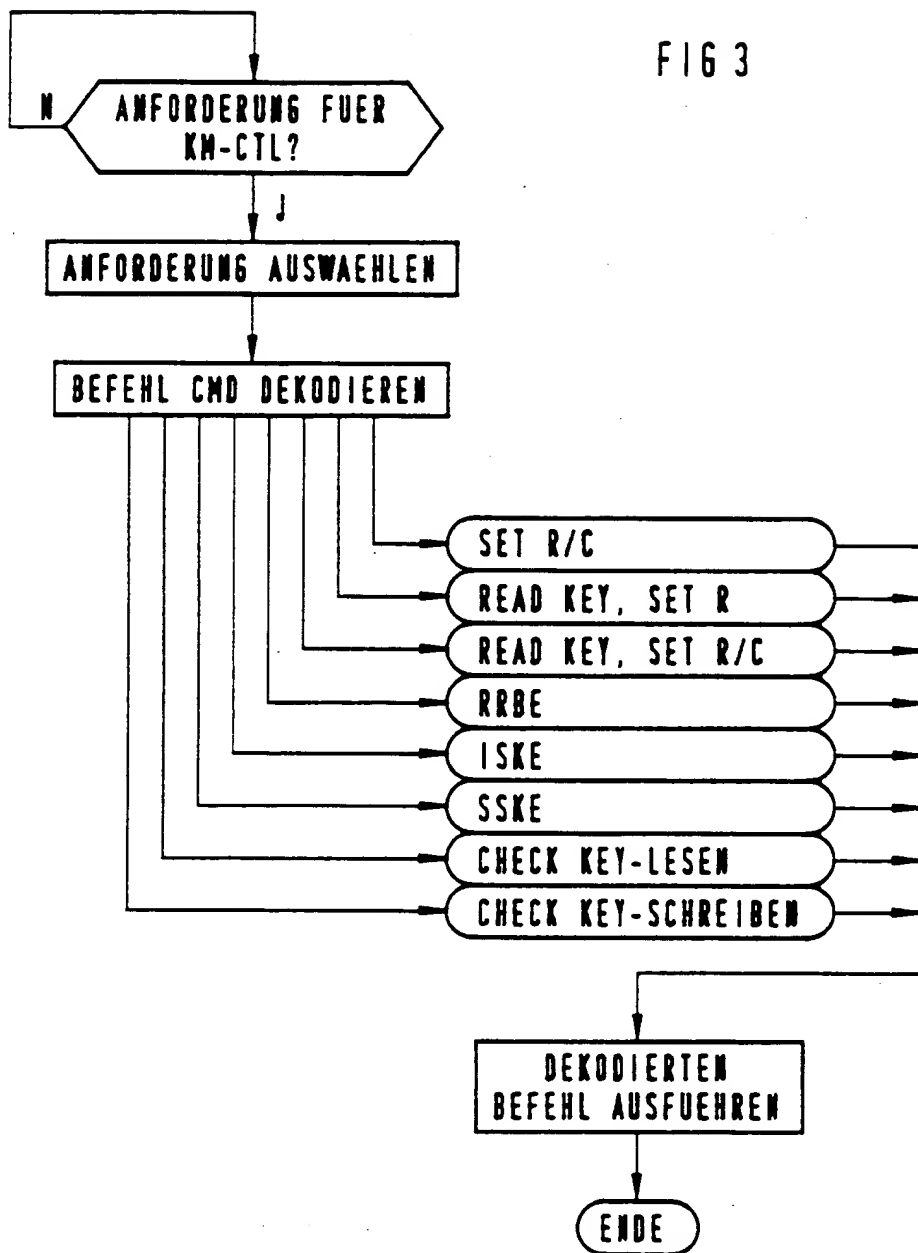 FIG 3
N
ANFORDERUNG FUER
KM-CTL?
J
ANFORDERUNG AUSWAEHLEN
BEFEHL CMD DEKODIEREN
SET R/C
READ KEY, SET R
READ KEY, SET R/C
RRBE
ISKE
SSKE
CHECK KEY-LESEN
CHECK KEY-SCHREIBEN
DEKODIERTEN
BEFEHL AUSFUEHREN
ENDE